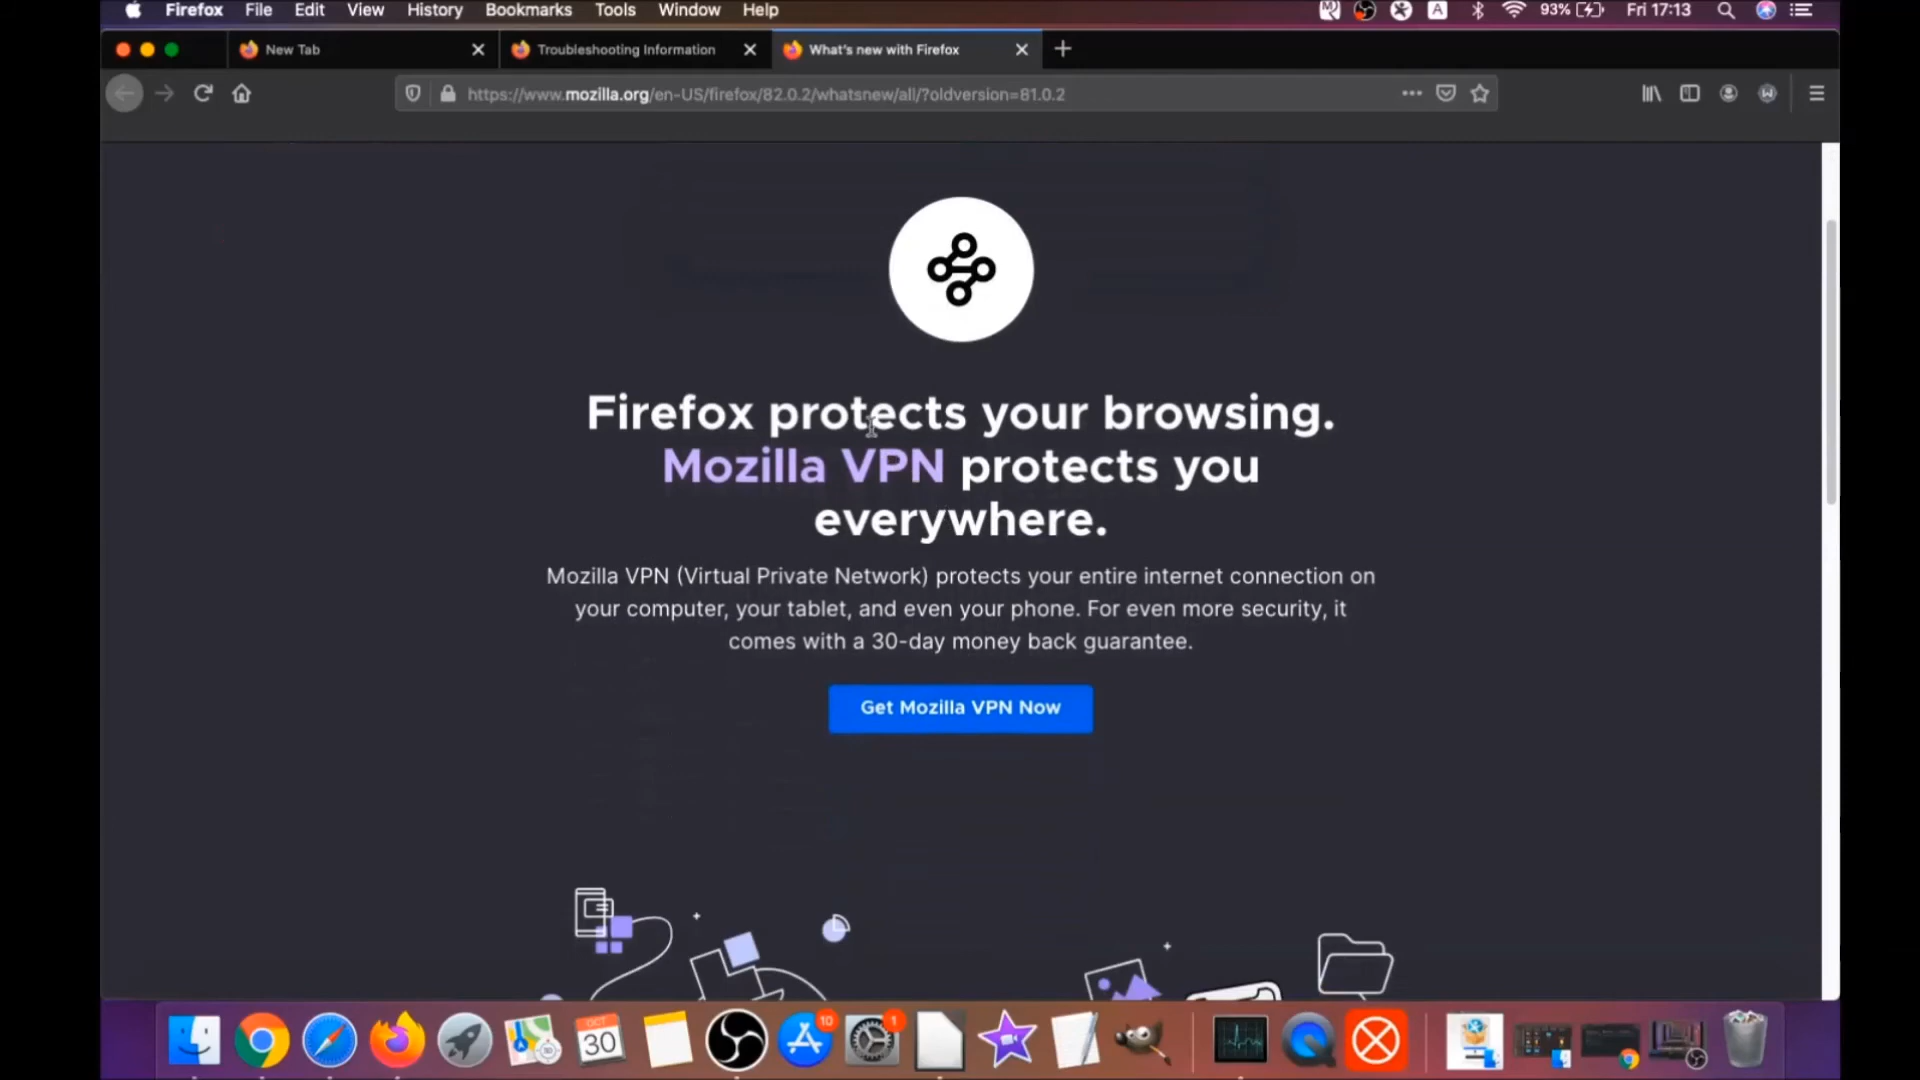 Firefox File Edit View History Bookmarks Tools Window Help
A 93% Fri 17:13
New Tab
Troubleshooting Information
What's new with Firefox
https://www.mozilla.org/en-US/firefox/82.0.2/whatsnew/all/?oldversion=81.0.2
Firefox protects your browsing.
Mozilla VPN protects you
everywhere.
Mozilla VPN (Virtual Private Network) protects your entire internet connection on
your computer, your tablet, and even your phone. For even more security, it
comes with a 30-day money back guarantee.
Get Mozilla VPN Now
OCT
30
10
1